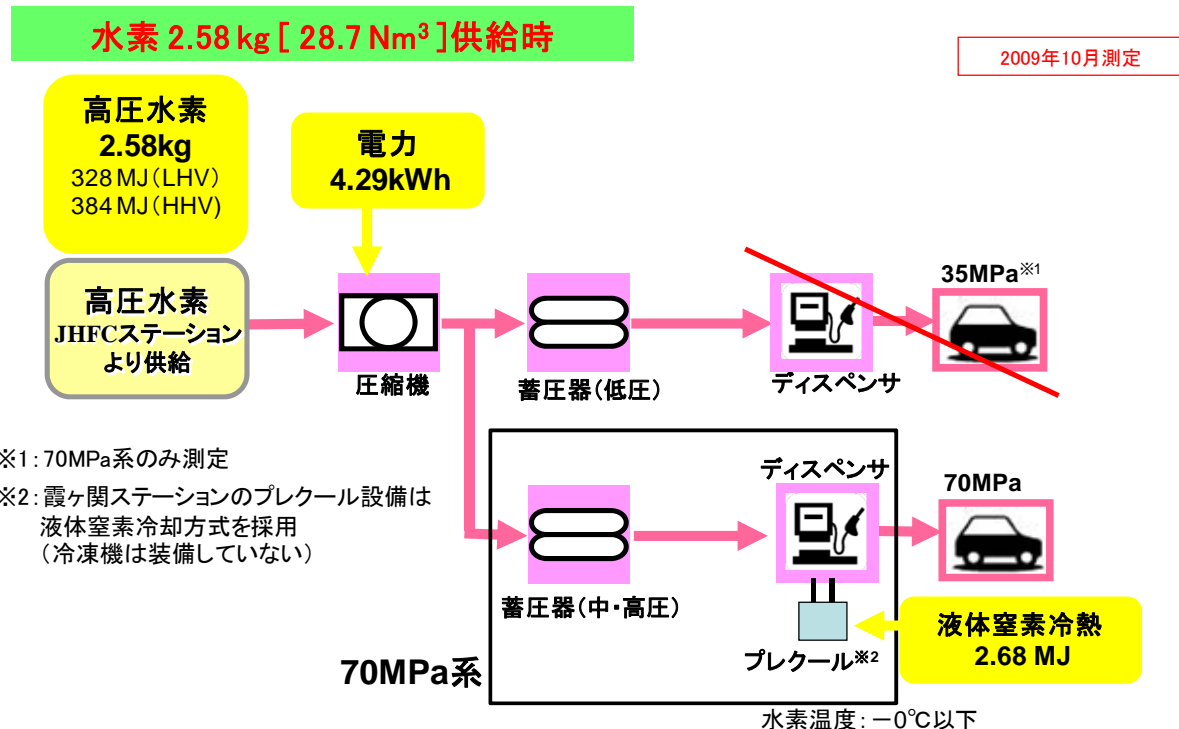 水素 2.58 kg [ 28.7 Nm³ ]供給時
2009年10月測定
高圧水素
2.58kg
328 MJ(LHV)
384 MJ(HHV)
電力
4.29kWh
高圧水素
JHFCステーション
より供給
圧縮機
蓄圧器(低圧)
ディスペンサ
35MPa※1
※1:70MPa系のみ測定
※2:霞ヶ関ステーションのプレクール設備は
液体窒素冷却方式を採用
(冷凍機は装備していない)
ディスペンサ
70MPa
蓄圧器(中・高圧)
プレクール※2
液体窒素冷熱
2.68 MJ
70MPa系
水素温度:-0℃以下